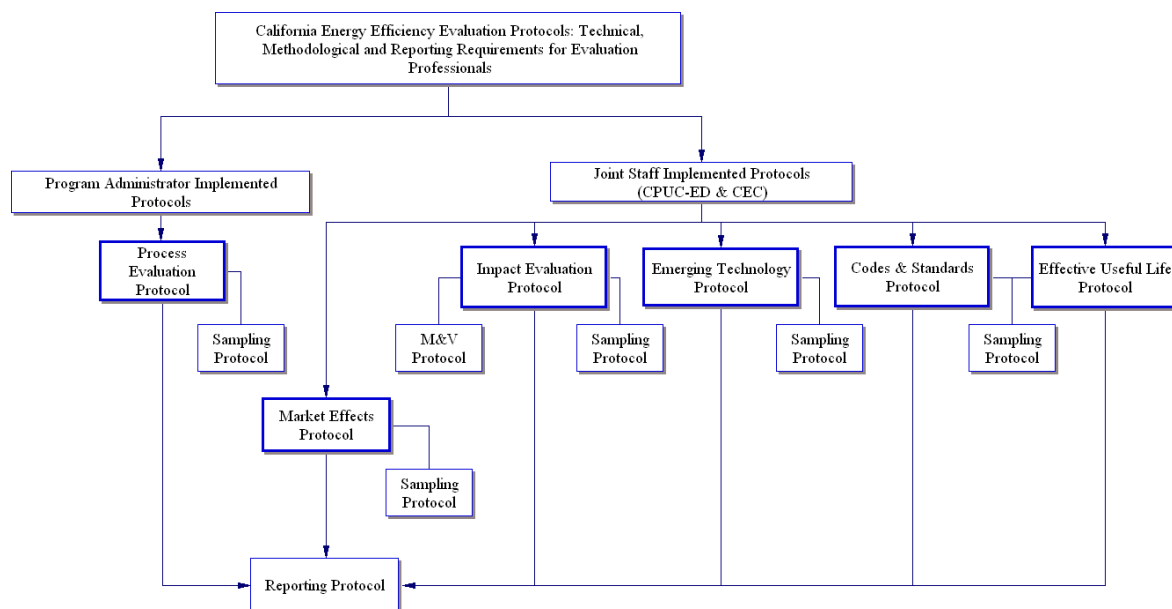 California Energy Efficiency Evaluation Protocols: Technical,
Methodological and Reporting Requirements for Evaluation
Professionals
Program Administrator Implemented
Protocols
Joint Staff Implemented Protocols
(CPUC-ED & CEC)
Process
Evaluation
Protocol
Impact Evaluation
Protocol
Emerging Technology
Protocol
Codes & Standards
Protocol
Effective Useful Life
Protocol
Sampling
Protocol
M&V
Protocol
Sampling
Protocol
Sampling
Protocol
Sampling
Protocol
Market Effects
Protocol
Sampling
Protocol
Reporting Protocol